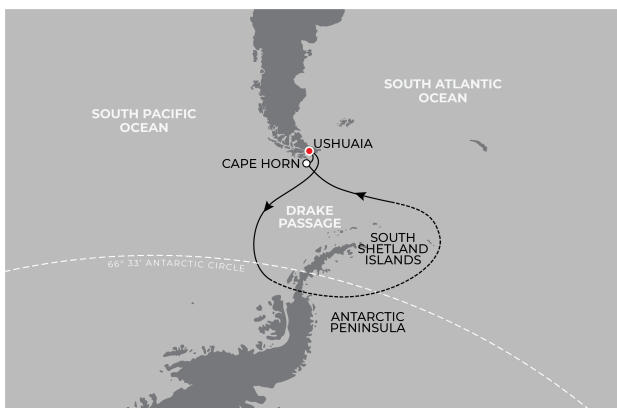 SOUTH ATLANTIC
OCEAN
SOUTH PACIFIC
OCEAN
USHUAIA
CAPE HORN
DRAKE
PASSAGE
SOUTH
SHETLAND
ISLANDS
66° 33' ANTARCTIC CIRCLE
ANTARCTIC
PENINSULA